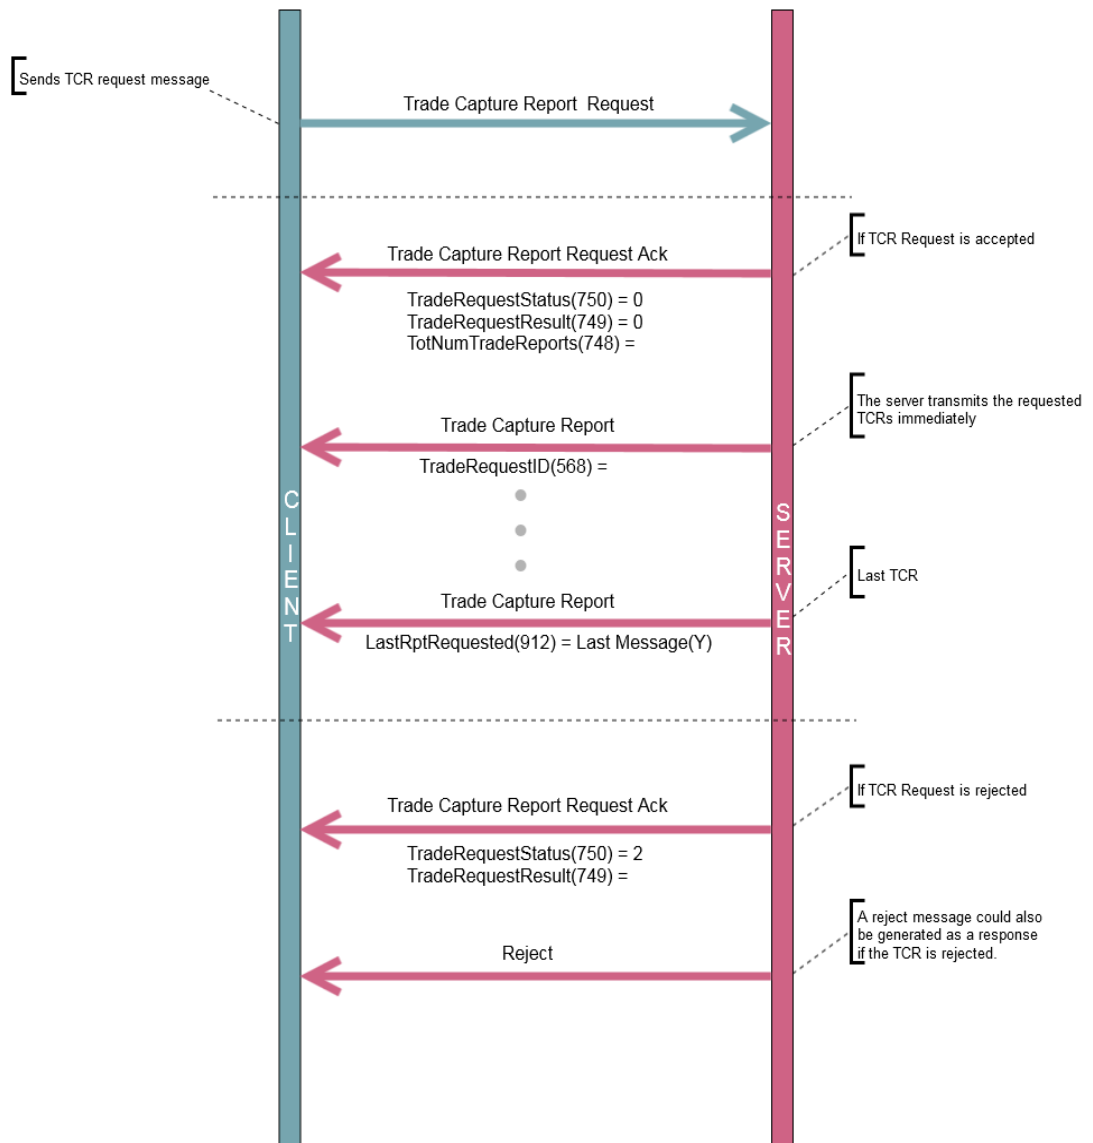 Sends TCR request message
Trade Capture Report  Request
If TCR Request is accepted
Trade Capture Report Request Ack
TradeRequestStatus(750) = 0
TradeRequestResult(749) = 0
TotNumTradeReports(748) =
The server transmits the requested
TCRs immediately
Trade Capture Report
TradeRequestID(568) =
CLIENT
SERVER
Last TCR
Trade Capture Report
LastRptRequested(912) = Last Message(Y)
If TCR Request is rejected
Trade Capture Report Request Ack
TradeRequestStatus(750) = 2
TradeRequestResult(749) =
A reject message could also
be generated as a response
if the TCR is rejected.
Reject